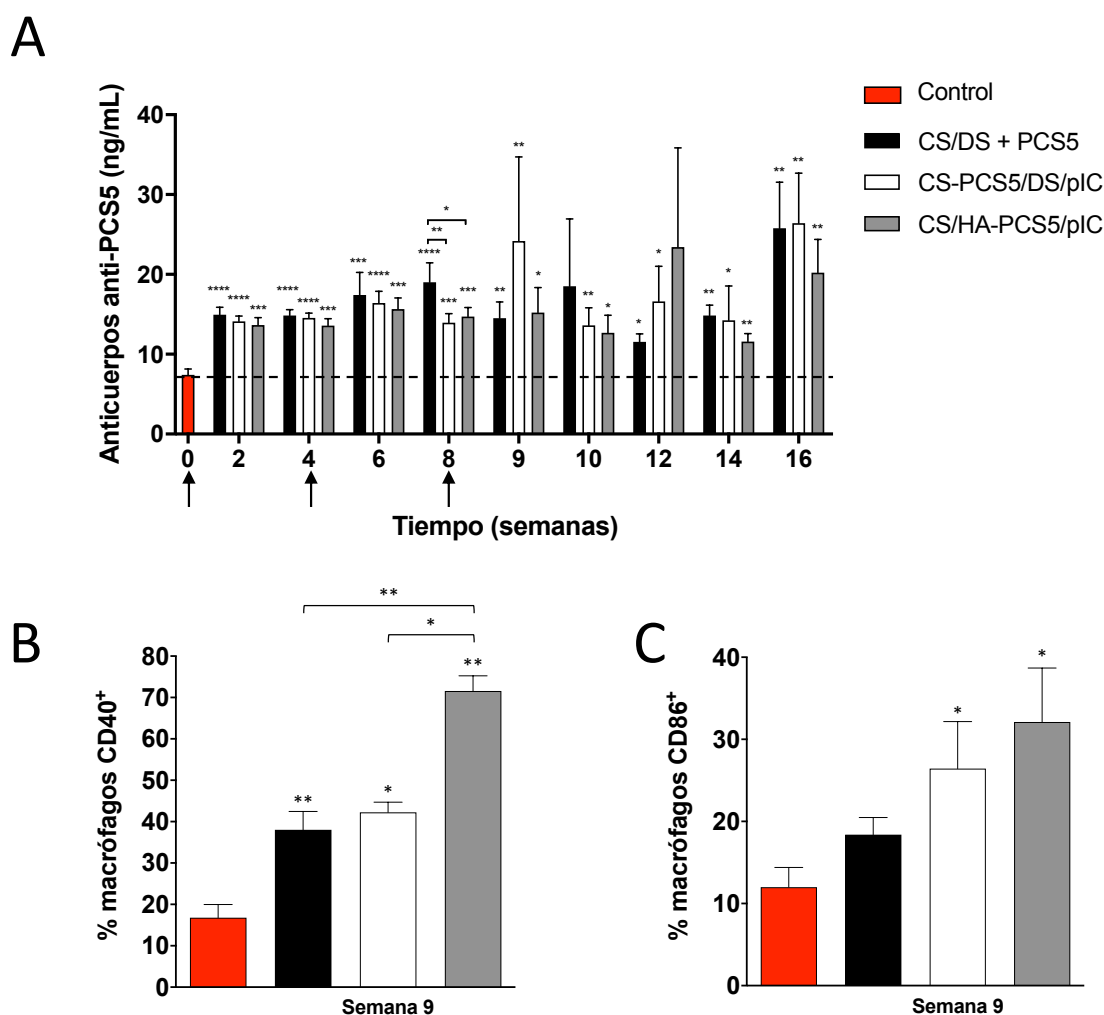 A
Anticuerpos anti-PCS5 (ng/mL)
40
30
20
10
0
**** **** ***
**** **** ***
*** **** ***
**** *** ***
** *
** ** *
** *
* *
** * **
** ** **
0 2 4 6 8 9 10 12 14 16
Tiempo (semanas)
Control
CS/DS + PCS5
CS-PCS5/DS/pIC
CS/HA-PCS5/pIC
B
% macrófagos CD40+
80
70
60
50
40
30
20
10
0
**
*
** * **
Semana 9
C
% macrófagos CD86+
40
30
20
10
0
* *
Semana 9